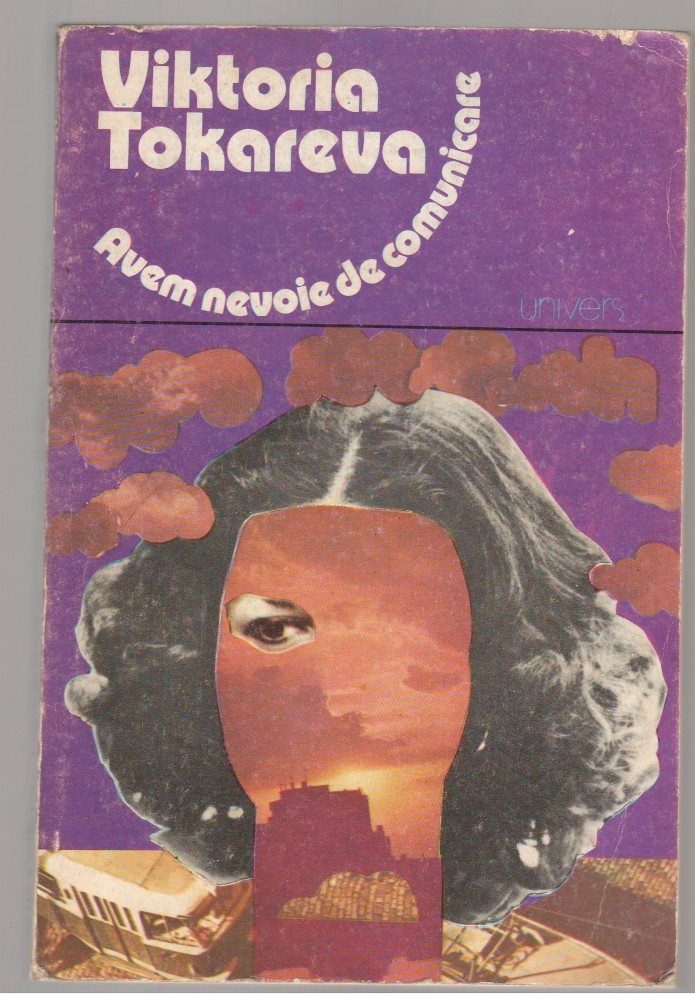 Viktoria
Tokareva
Avem nevoie de comunicare
univers